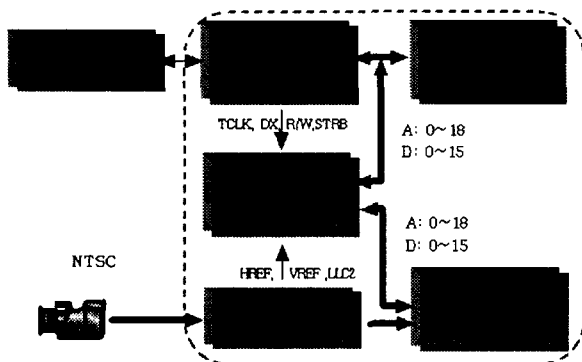 TCLK, DX, R/W,STRB
A: 0~18
D: 0~15
A: 0~18
D: 0~15
NTSC
HREF, VREF ,LLC2